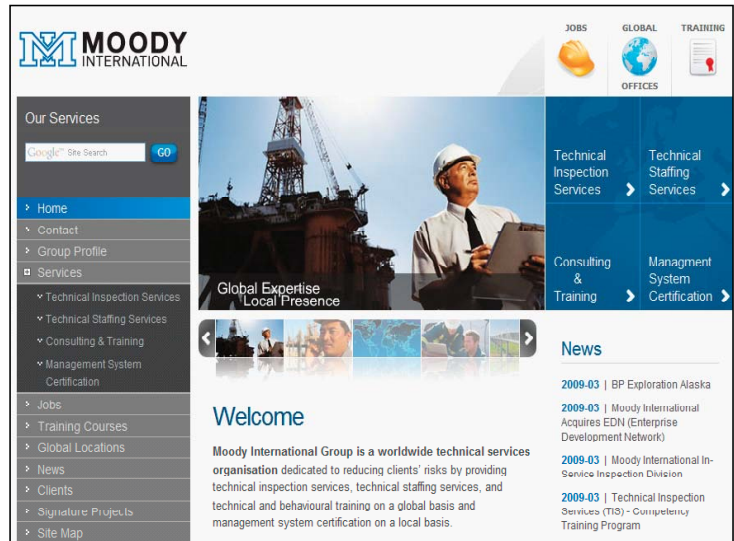 MOODY
INTERNATIONAL
JOBS
GLOBAL
OFFICES
TRAINING
Our Services
Google™ Site Search
GO
Home
Contact
Group Profile
Services
Technical Inspection Services
Technical Staffing Services
Consulting & Training
Management System
Certification
Jobs
Training Courses
Global Locations
News
Clients
Signature Projects
Site Map
Global Expertise
Local Presence
Technical
Inspection
Services
Technical
Staffing
Services
Consulting
&
Training
Managment
System
Certification
Welcome
Moody International Group is a worldwide technical services
organisation dedicated to reducing clients' risks by providing
technical inspection services, technical staffing services, and
technical and behavioural training on a global basis and
management system certification on a local basis.
News
2009-03 | BP Exploration Alaska
2009-03 | Moody International
Acquires EDN (Enterprise
Development Network)
2009-03 | Moody International In-
Service Inspection Division
2009-03 | Technical Inspection
Services (TIS) - Competency
Training Program